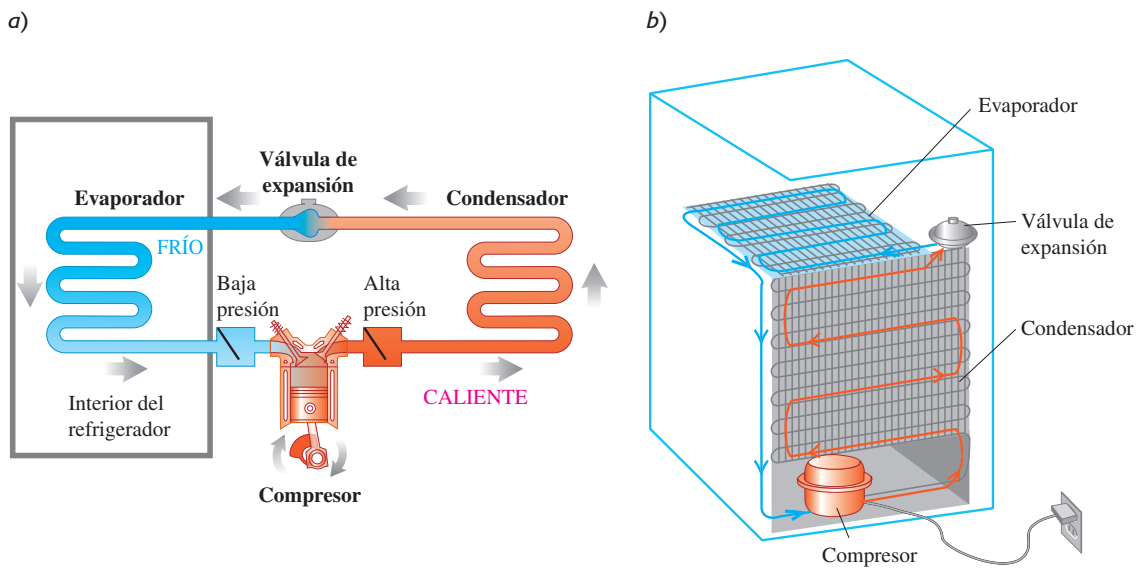 a)
Evaporador
Válvula de
expansión
Condensador
FRÍO
Baja
presión
Alta
presión
CALIENTE
Interior del
refrigerador
Compresor
b)
Evaporador
Válvula de
expansión
Condensador
Compresor